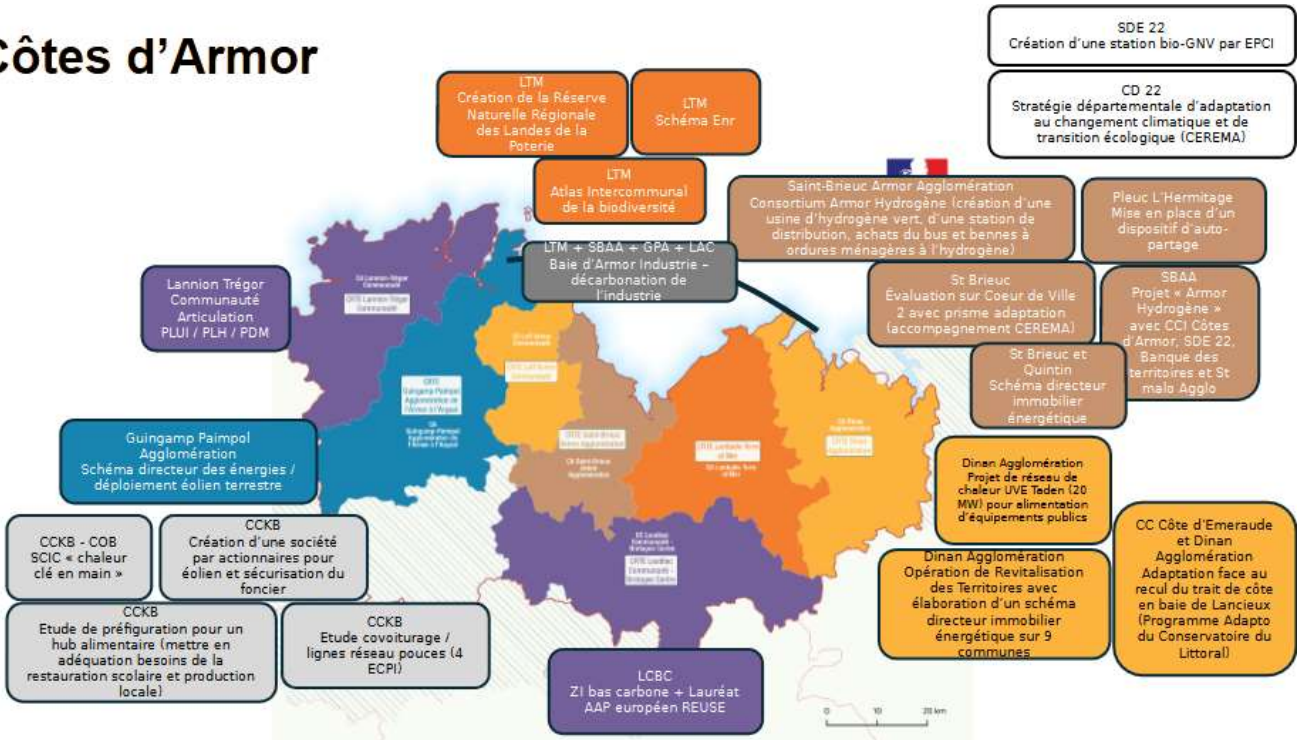 Côtes d'Armor
SDE 22
Création d'une station bio-GNV par EPCI
CD 22
Stratégie départementale d'adaptation
au changement climatique et de
transition écologique (CEREMA)
LTM
Création de la Réserve
Naturelle Régionale
des Landes de la
Poterie
LTM
Schéma Enr
LTM
Atlas Intercommunal
de la biodiversité
Saint-Brieuc Armor Agglomération
Consortium Armor Hydrogène (création d'une
usine d'hydrogène vert, d'une station de
distribution, achats du bus et bennes à
ordures ménagères à l'hydrogène)
Pleuc L'Hermitage
Mise en place d'un
dispositif d'auto-
partage
LTM + SBAA + GPA + LAC
Baie d'Armor Industrie –
décarbonation de
l'industrie
Lannion Trégor
Communauté
Articulation
PLUI / PLH / PDM
St Brieuc
Évaluation sur Coeur de Ville
2 avec prisme adaptation
(accompagnement CEREMA)
SBAA
Projet « Armor
Hydrogène »
avec CCI Côtes
d'Armor, SDE 22,
Banque des
territoires et St
malo Agglo
St Brieuc et
Quintin
Schéma directeur
immobilier
énergétique
Guingamp Paimpol
Agglomération
Schéma directeur des énergies /
déploiement éolien terrestre
Dinan Agglomération
Projet de réseau de
chaleur UVE Taden (20
MW) pour alimentation
d'équipements publics
CCKB - COB
SCIC « chaleur
clé en main »
CCKB
Création d'une société
par actionnaires pour
éolien et sécurisation du
foncier
CC Côte d'Emeraude
et Dinan
Agglomération
Adaptation face au
recul du trait de côte
en baie de Lancieux
(Programme Adapto
du Conservatoire du
Littoral)
Dinan Agglomération
Opération de Revitalisation
des Territoires avec
élaboration d'un schéma
directeur immobilier
énergétique sur 9
communes
CCKB
Etude de préfiguration pour un
hub alimentaire (mettre en
adéquation besoins de la
restauration scolaire et production
locale)
CCKB
Etude covoiturage /
lignes réseau pouces (4
ECPI)
LCBC
ZI bas carbone + Lauréat
AAP européen REUSE
0 10 20 km